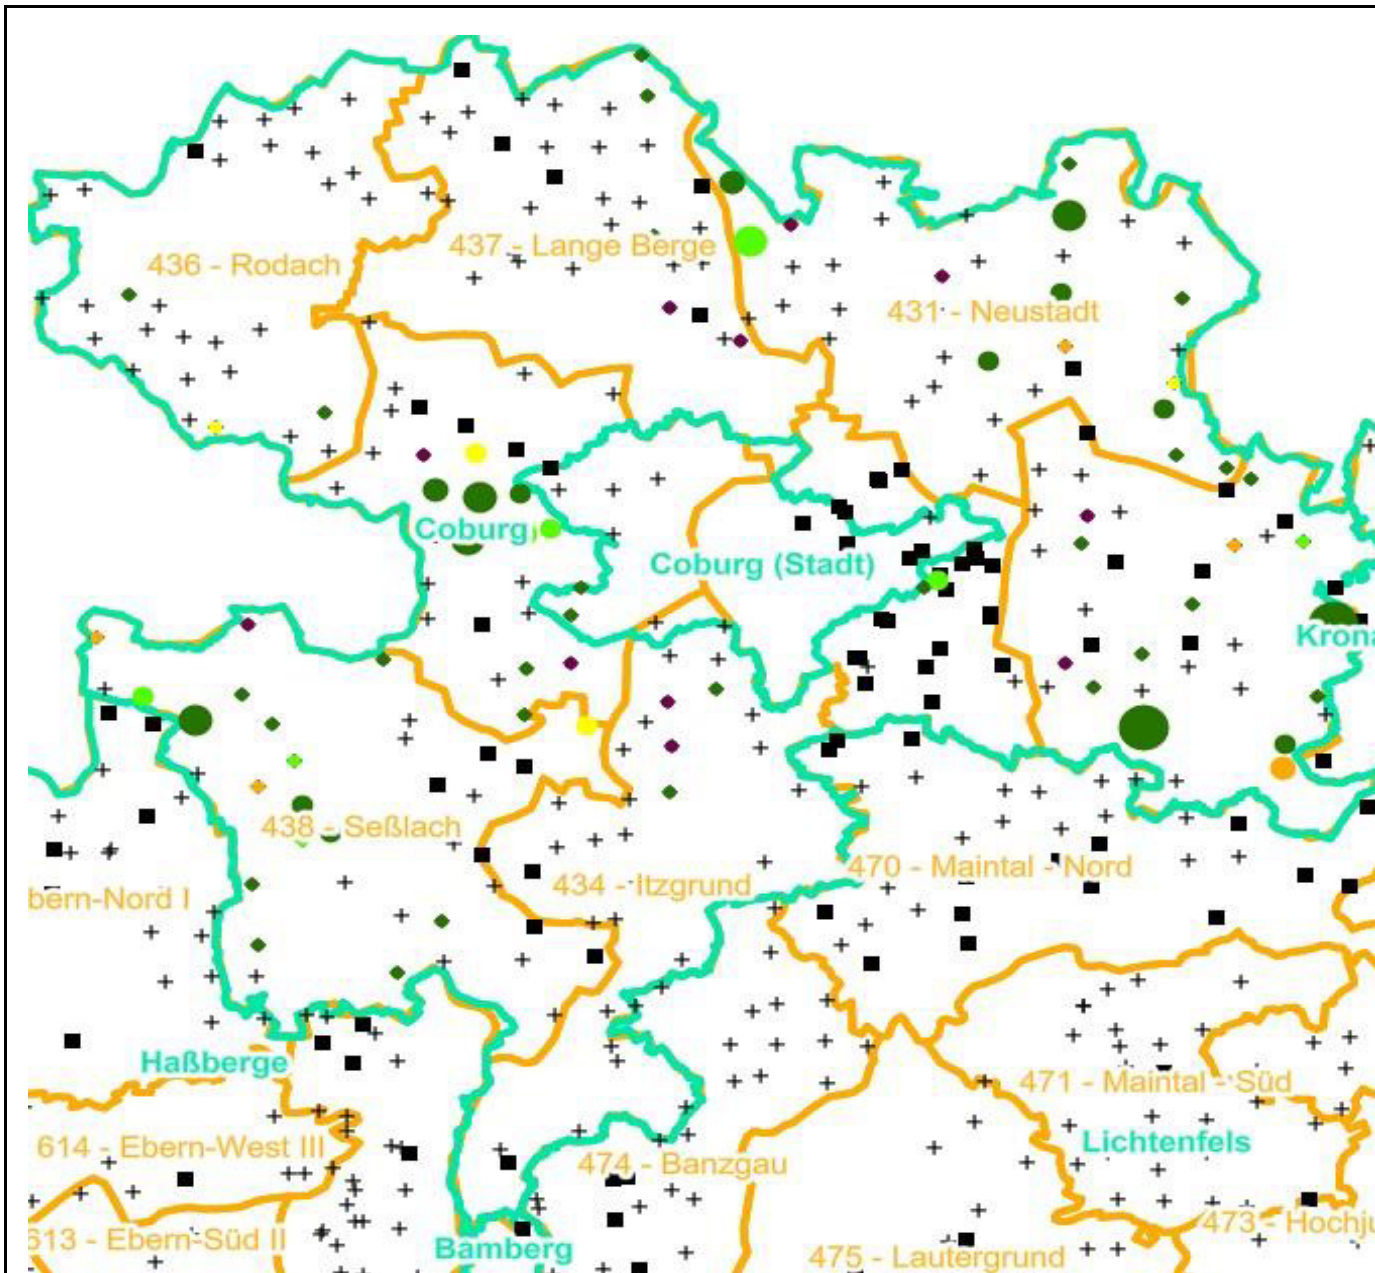 437 - Lange Berge
436 - Rodach
431 - Neustadt
Coburg
Coburg (Stadt)
Krona
438 - Seßlach
470 - Maintal - Nord
434 - Itzgrund
bern-Nord I
Haßberge
471 - Maintal - Süd
614 - Ebern-West III
Lichtenfels
474 - Banzgau
473 - Hochju
613 - Ebern-Süd II
Bamberg
475 - Lautergrund